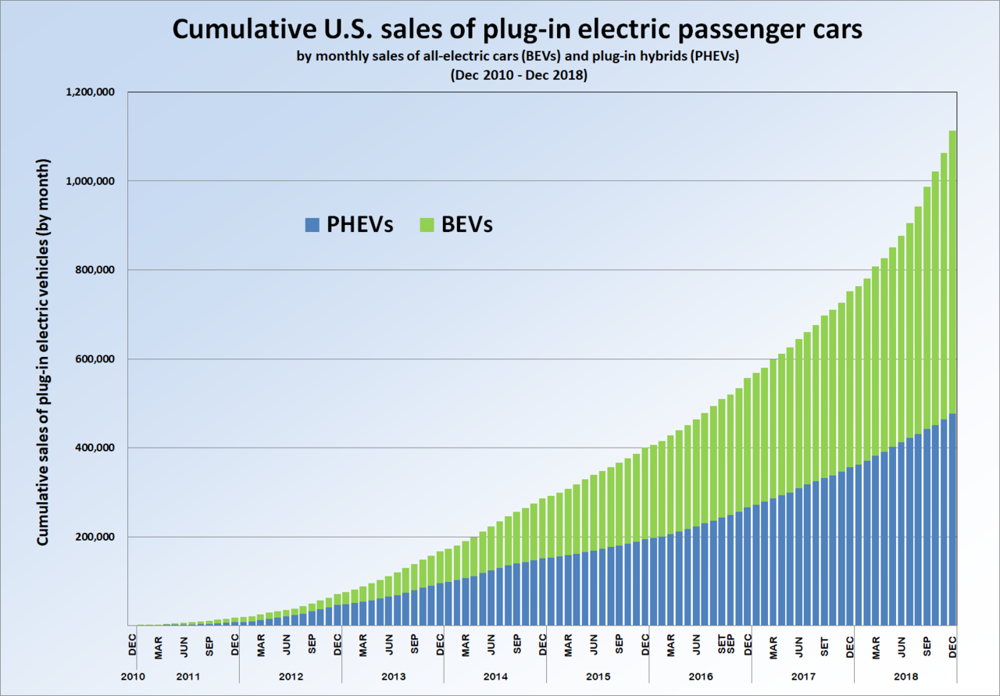 Cumulative U.S. sales of plug-in electric passenger cars
by monthly sales of all-electric cars (BEVs) and plug-in hybrids (PHEVs)
(Dec 2010 - Dec 2018)
Cumulative sales of plug-in electric vehicles (by month)
1,200,000
1,000,000
800,000
600,000
400,000
200,000
PHEVs BEVs
DEC MAR JUN SEP DEC MAR JUN SEP DEC MAR JUN SEP DEC MAR JUN SEP DEC MAR JUN SEP DEC MAR JUN SET SEP DEC MAR JUN SET DEC MAR JUN SEP DEC
2010 2011 2012 2013 2014 2015 2016 2017 2018